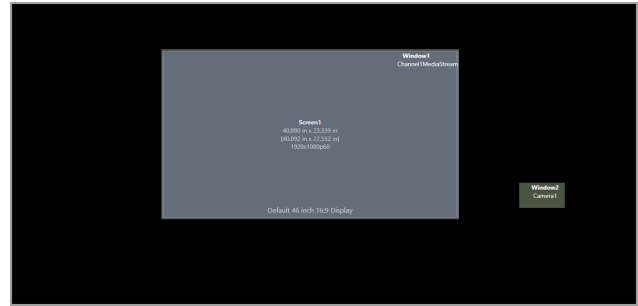 Window1
Channel1MediaStream
Screen1
40.880 in x 23.339 in
[40.092 in x 22.552 in]
1920x1080p60
Default 46 inch 16:9 Display
Window2
Camera1